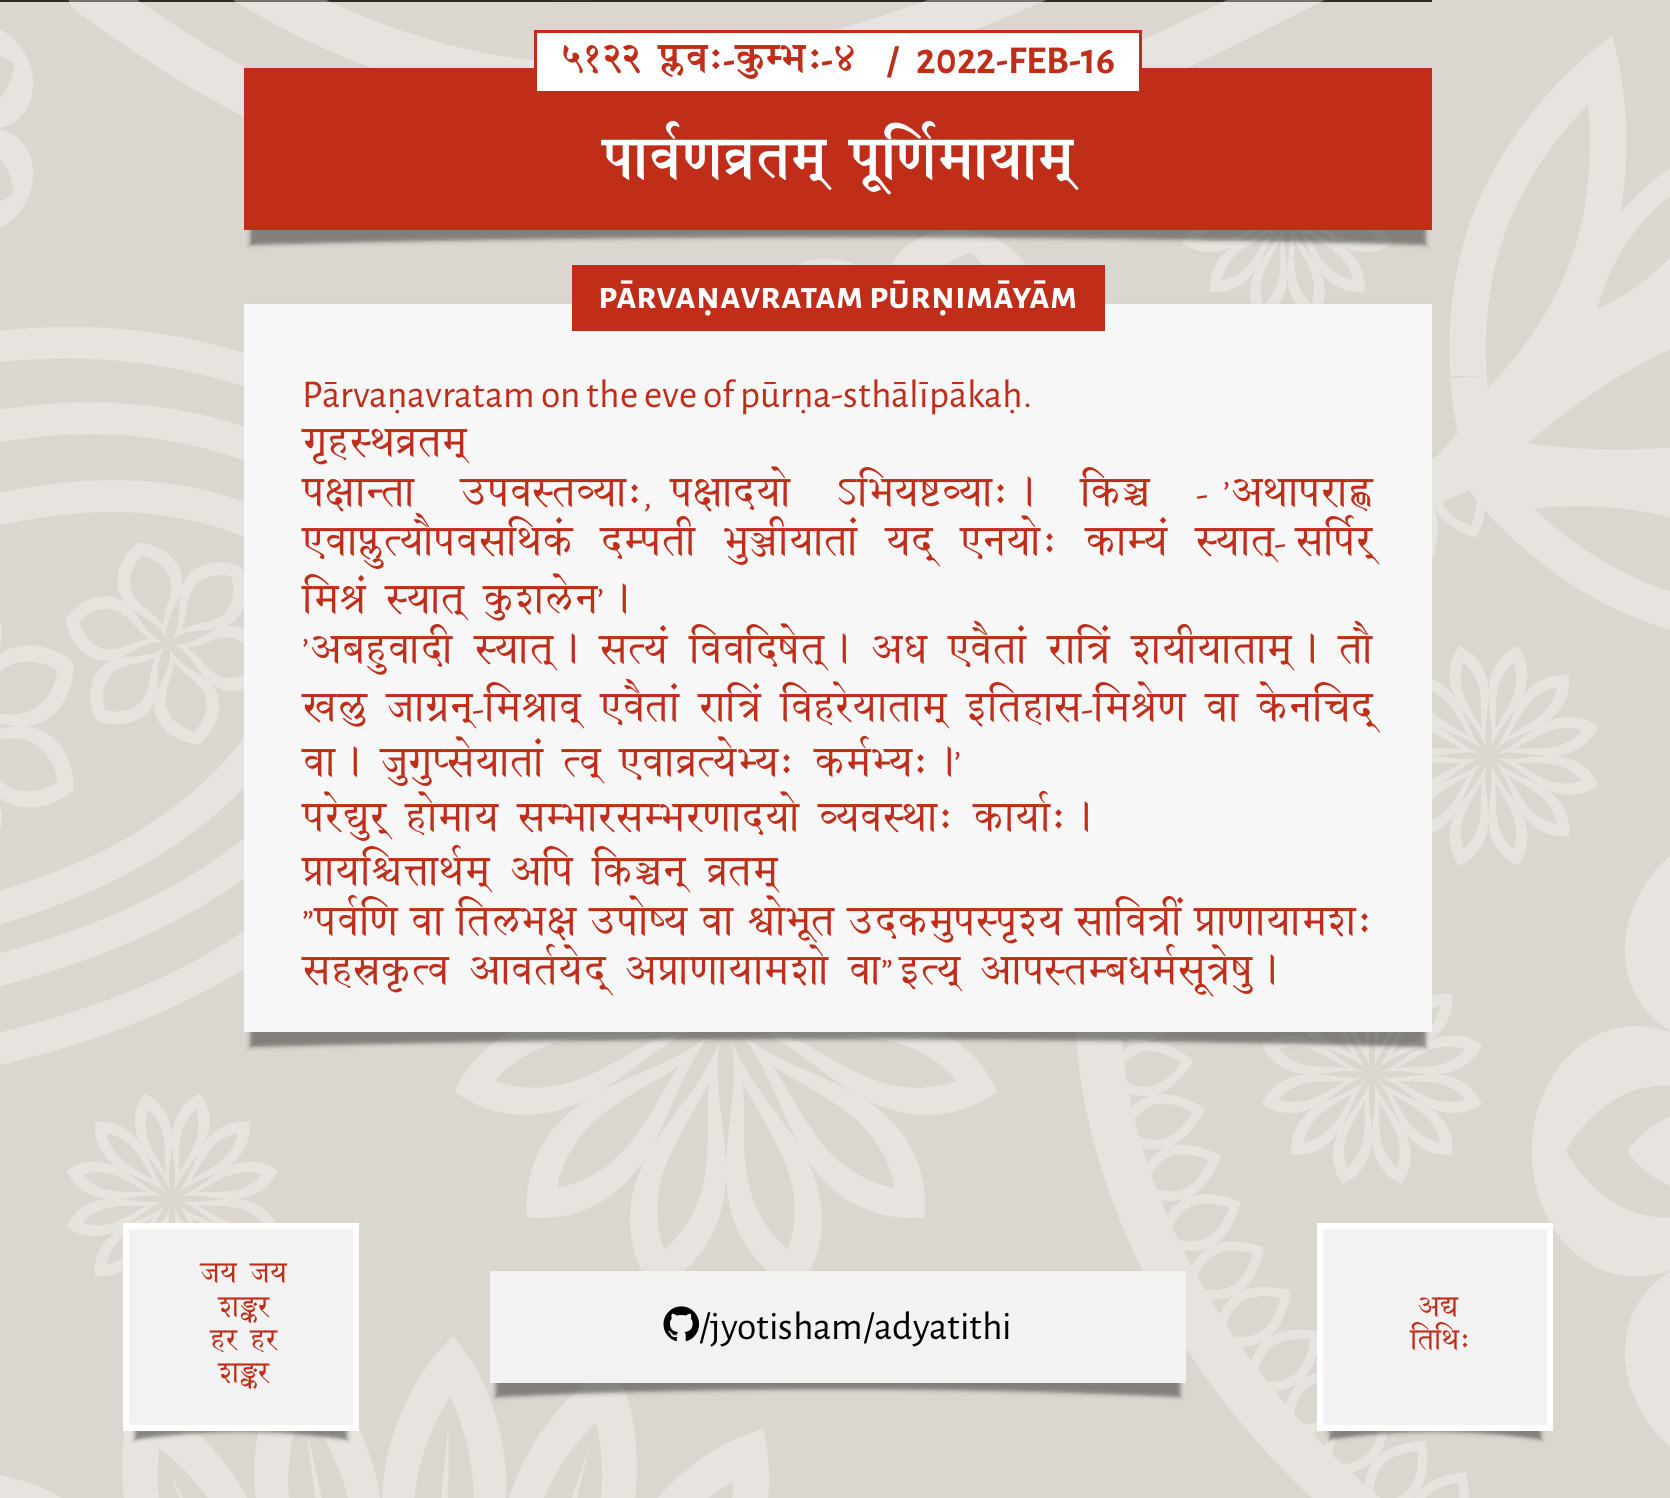 ५१२२ प्लवः-कुम्भः-४ / 2022-FEB-16
पार्वणव्रतम् पूर्णिमायाम्
PĀRVAṆAVRATAM PŪRṆIMĀYĀM
Pārvaṇavratam on the eve of pūrṇa-sthālīpākaḥ.
गृहस्थव्रतम्
पक्षान्ता उपवस्तव्याः, पक्षादयो ऽभियष्टव्याः। किञ्च - ’अथापराह्ण
एवाप्लुत्यौपवसथिकं दम्पती भुञ्जीयातां यद् एनयोः काम्यं स्यात्- सर्पिर्
मिश्रं स्यात् कुशलेन’।
’अबहुवादी स्यात्। सत्यं विवदिषेत्। अध एवैतां रात्रिं शयीयाताम्। तौ
खलु जाग्रन्-मिश्राव् एवैतां रात्रिं विहरेयाताम् इतिहास-मिश्रेण वा केनचिद्
वा। जुगुप्सेयातां त्व् एवाव्रत्येभ्यः कर्मभ्यः।’
परेद्युर् होमाय सम्भारसम्भरणादयो व्यवस्थाः कार्याः।
प्रायश्चित्तार्थम् अपि किञ्चन् व्रतम्
”पर्वणि वा तिलभक्ष उपोष्य वा श्वोभूत उदकमुपस्पृश्य सावित्रीं प्राणायामशः
सहस्रकृत्व आवर्तयेद् अप्राणायामशो वा” इत्य् आपस्तम्बधर्मसूत्रेषु।
जय जय
शङ्कर
हर हर
शङ्कर
/jyotisham/adyatithi
अद्य
तिथिः